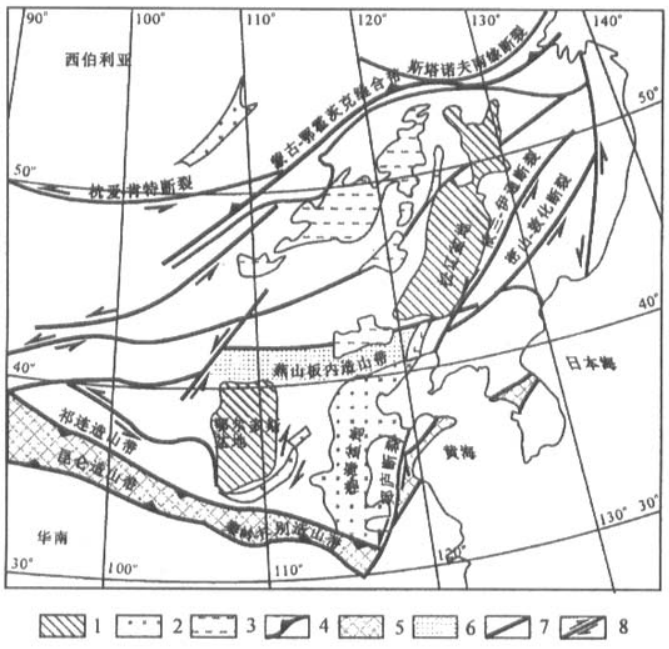 90°
100°
110°
120°
130°
140°
西伯利亚
斯塔诺夫南缘断裂
蒙古-鄂霍茨克缝合带
50°
50°
杭爱肯特断裂
松辽盆地
依兰-伊通断裂
密山-敦化断裂
40°
40°
燕山板内造山带
日本海
祁连造山带
鄂尔多斯
盆地
昆仑造山带
渤海盆地
郯庐断裂
黄海
秦岭大别造山带
华南
30°
30°
100°
110°
120°
130°
1
2
3
4
5
6
7
8